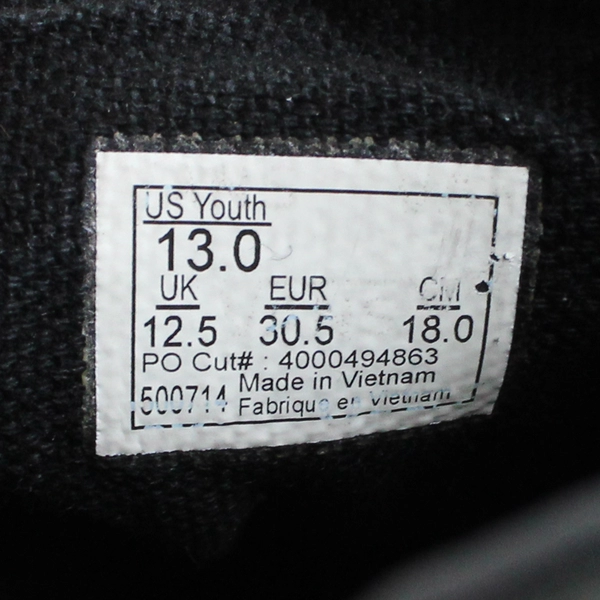 US Youth
13.0
UK EUR CM
12.5 30.5 18.0
PO Cut# : 4000494863
Made in Vietnam
500714 Fabrique en Vietnam